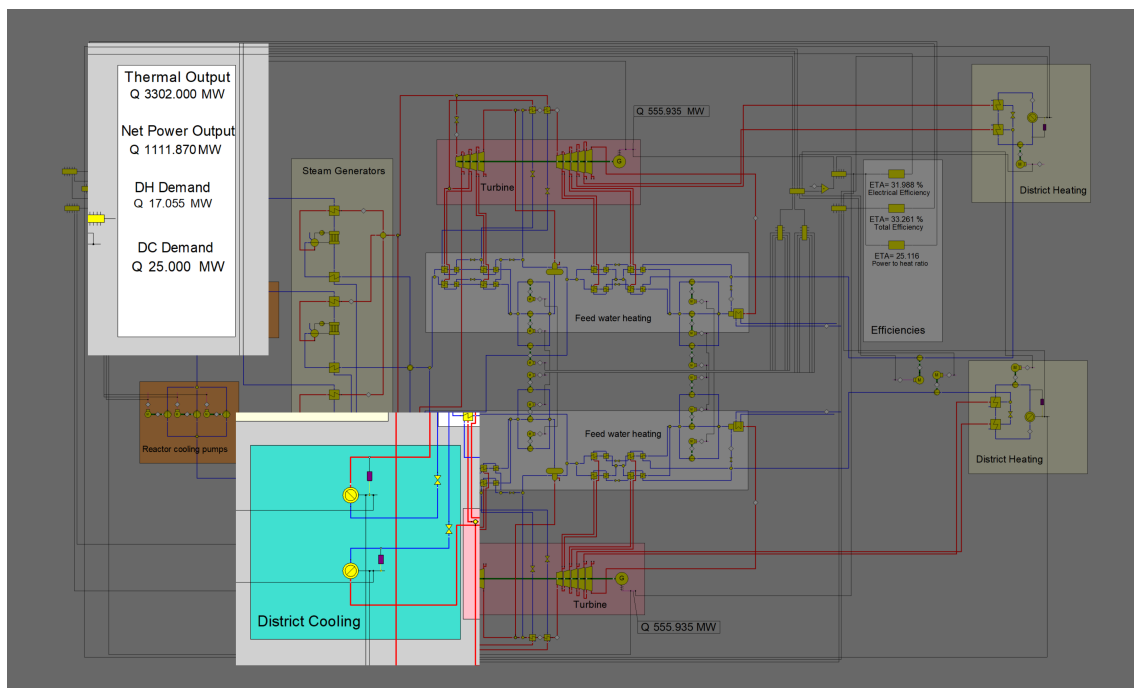 Thermal Output
Q 3302.000 MW
Net Power Output
Q 1111.870 MW
DH Demand
Q 17.055 MW
DC Demand
Q 25.000 MW
Steam Generators
Turbine
G
Q 555.935 MW
District Heating
ETA= 31.988 %
Electrical Efficiency
ETA= 33.261 %
Total Efficiency
ETA= 25.116
Power to heat ratio
Efficiencies
Feed water heating
Reactor cooling pumps
Feed water heating
District Heating
District Cooling
G
Turbine
Q 555.935 MW